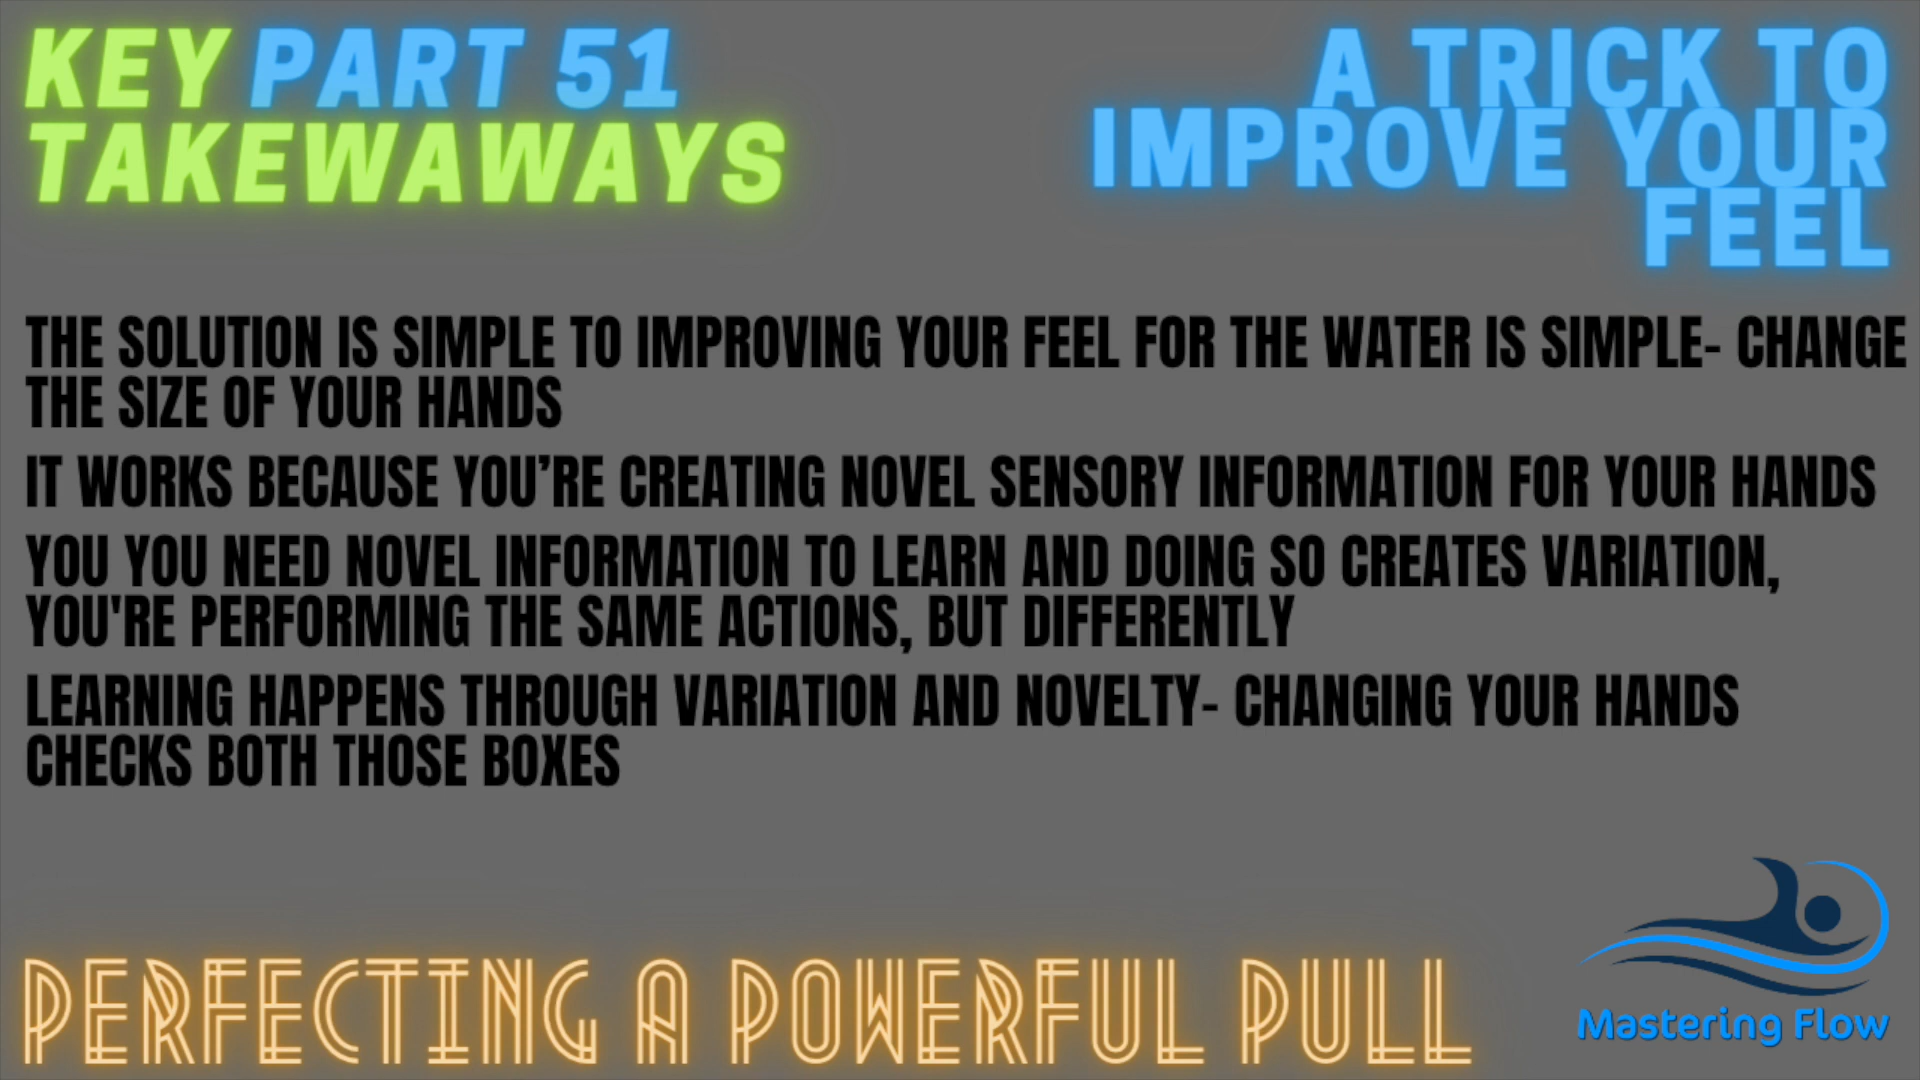 KEY PART 51
TAKEWAWAYS
A TRICK TO
IMPROVE YOUR
FEEL
THE SOLUTION IS SIMPLE TO IMPROVING YOUR FEEL FOR THE WATER IS SIMPLE- CHANGE
THE SIZE OF YOUR HANDS
IT WORKS BECAUSE YOU’RE CREATING NOVEL SENSORY INFORMATION FOR YOUR HANDS
YOU YOU NEED NOVEL INFORMATION TO LEARN AND DOING SO CREATES VARIATION,
YOU'RE PERFORMING THE SAME ACTIONS, BUT DIFFERENTLY
LEARNING HAPPENS THROUGH VARIATION AND NOVELTY- CHANGING YOUR HANDS
CHECKS BOTH THOSE BOXES
PERFECTING A POWERFUL PULL
Mastering Flow